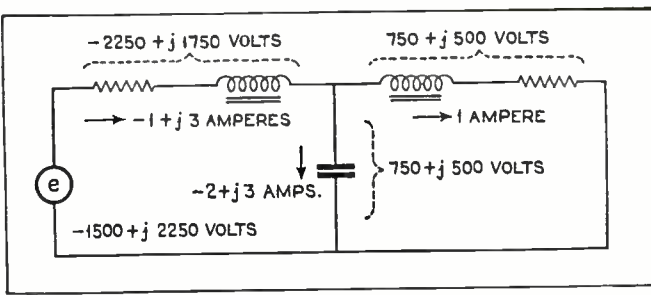 -2250 + j 1750 VOLTS
750 + j 500 VOLTS
-1 + j 3 AMPERES
1 AMPERE
e
-2+j3 AMPS.
750+j 500 VOLTS
-1500+j 2250 VOLTS